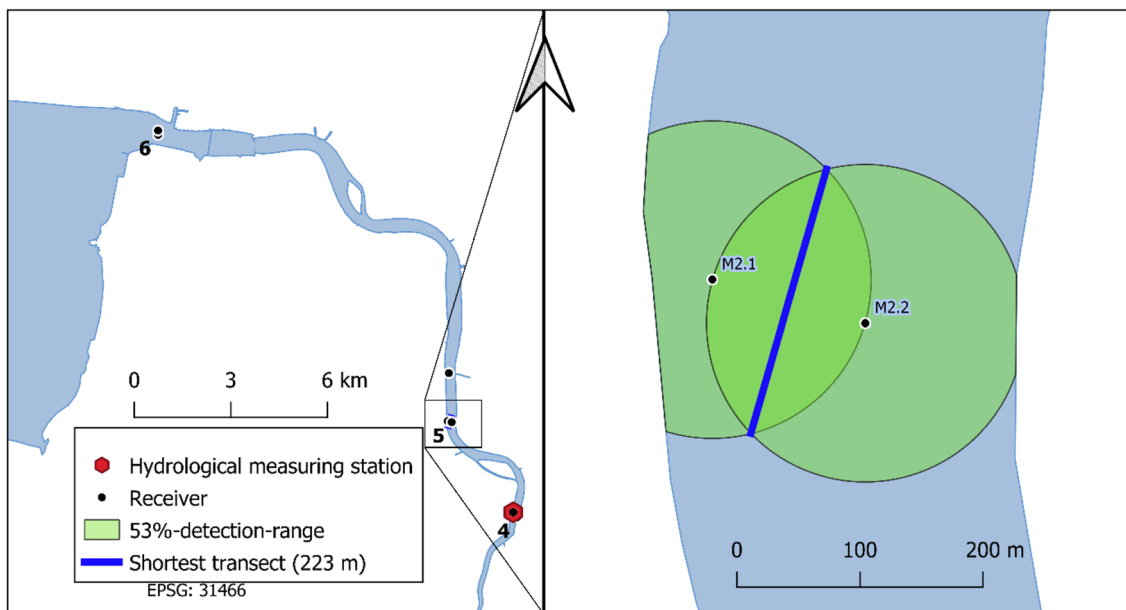 6
0 3 6 km
5
Hydrological measuring station
Receiver
53%-detection-range
Shortest transect (223 m)
EPSG: 31466
4
M2.1
M2.2
0 100 200 m